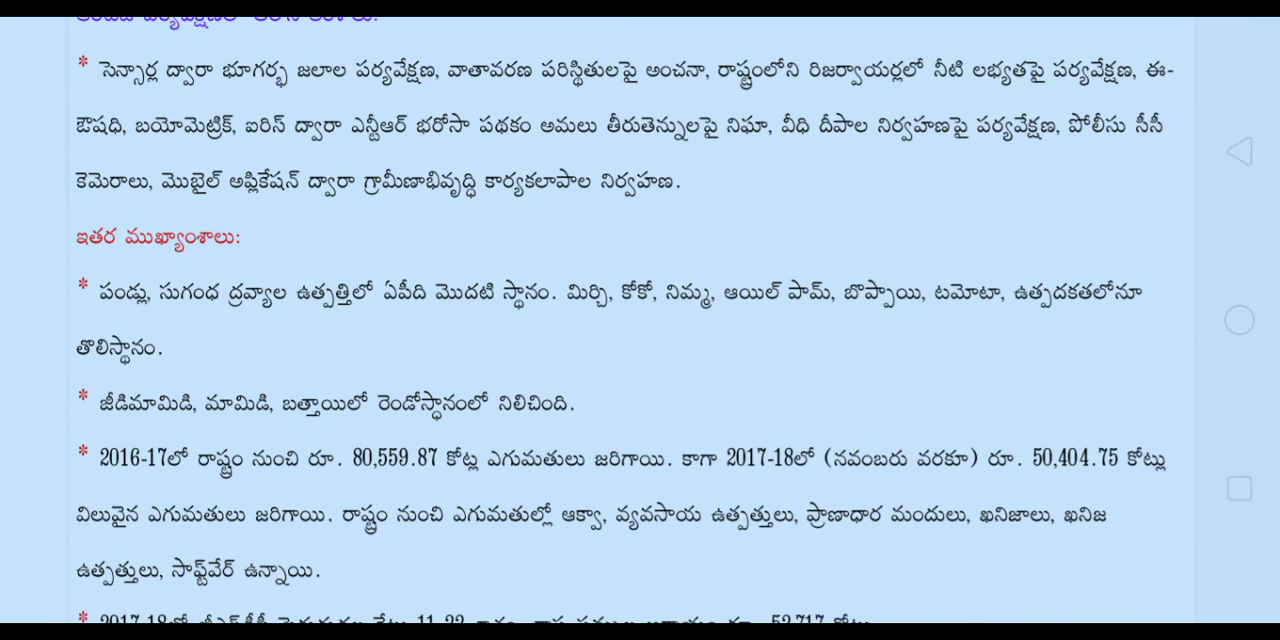 * సెన్సార్ల ద్వారా భూగర్భ జలాల పర్యవేక్షణ, వాతావరణ పరిస్థితులపై అంచనా, రాష్ట్రంలోని రిజర్వాయర్లలో నీటి లభ్యతపై పర్యవేక్షణ, ఈ-
ఔషధి, బయోమెట్రిక్, ఐరిస్ ద్వారా ఎన్టీఆర్ భరోసా పథకం అమలు తీరుతెన్నులపై నిఘా, వీధి దీపాల నిర్వహణపై పర్యవేక్షణ, పోలీసు సీసీ
కెమెరాలు, మొబైల్ అప్లికేషన్ ద్వారా గ్రామీణాభివృద్ధి కార్యకలాపాల నిర్వహణ.
ఇతర ముఖ్యాంశాలు:
* పండ్లు, సుగంధ ద్రవ్యాల ఉత్పత్తిలో ఏపీది మొదటి స్థానం. మిర్చి, కోకో, నిమ్మ, ఆయిల్ పామ్, బొప్పాయి, టమోటా, ఉత్పదకతలోనూ
తొలిస్థానం.
* జీడిమామిడి, మామిడి, బత్తాయిలో రెండోస్థానంలో నిలిచింది.
* 2016-17లో రాష్ట్రం నుంచి రూ. 80,559.87 కోట్ల ఎగుమతులు జరిగాయి. కాగా 2017-18లో (నవంబరు వరకూ) రూ. 50,404.75 కోట్లు
విలువైన ఎగుమతులు జరిగాయి. రాష్ట్రం నుంచి ఎగుమతుల్లో ఆక్వా, వ్యవసాయ ఉత్పత్తులు, ప్రాణాధార మందులు, ఖనిజాలు, ఖనిజ
ఉత్పత్తులు, సాఫ్ట్‌వేర్ ఉన్నాయి.
* 2017-18లో